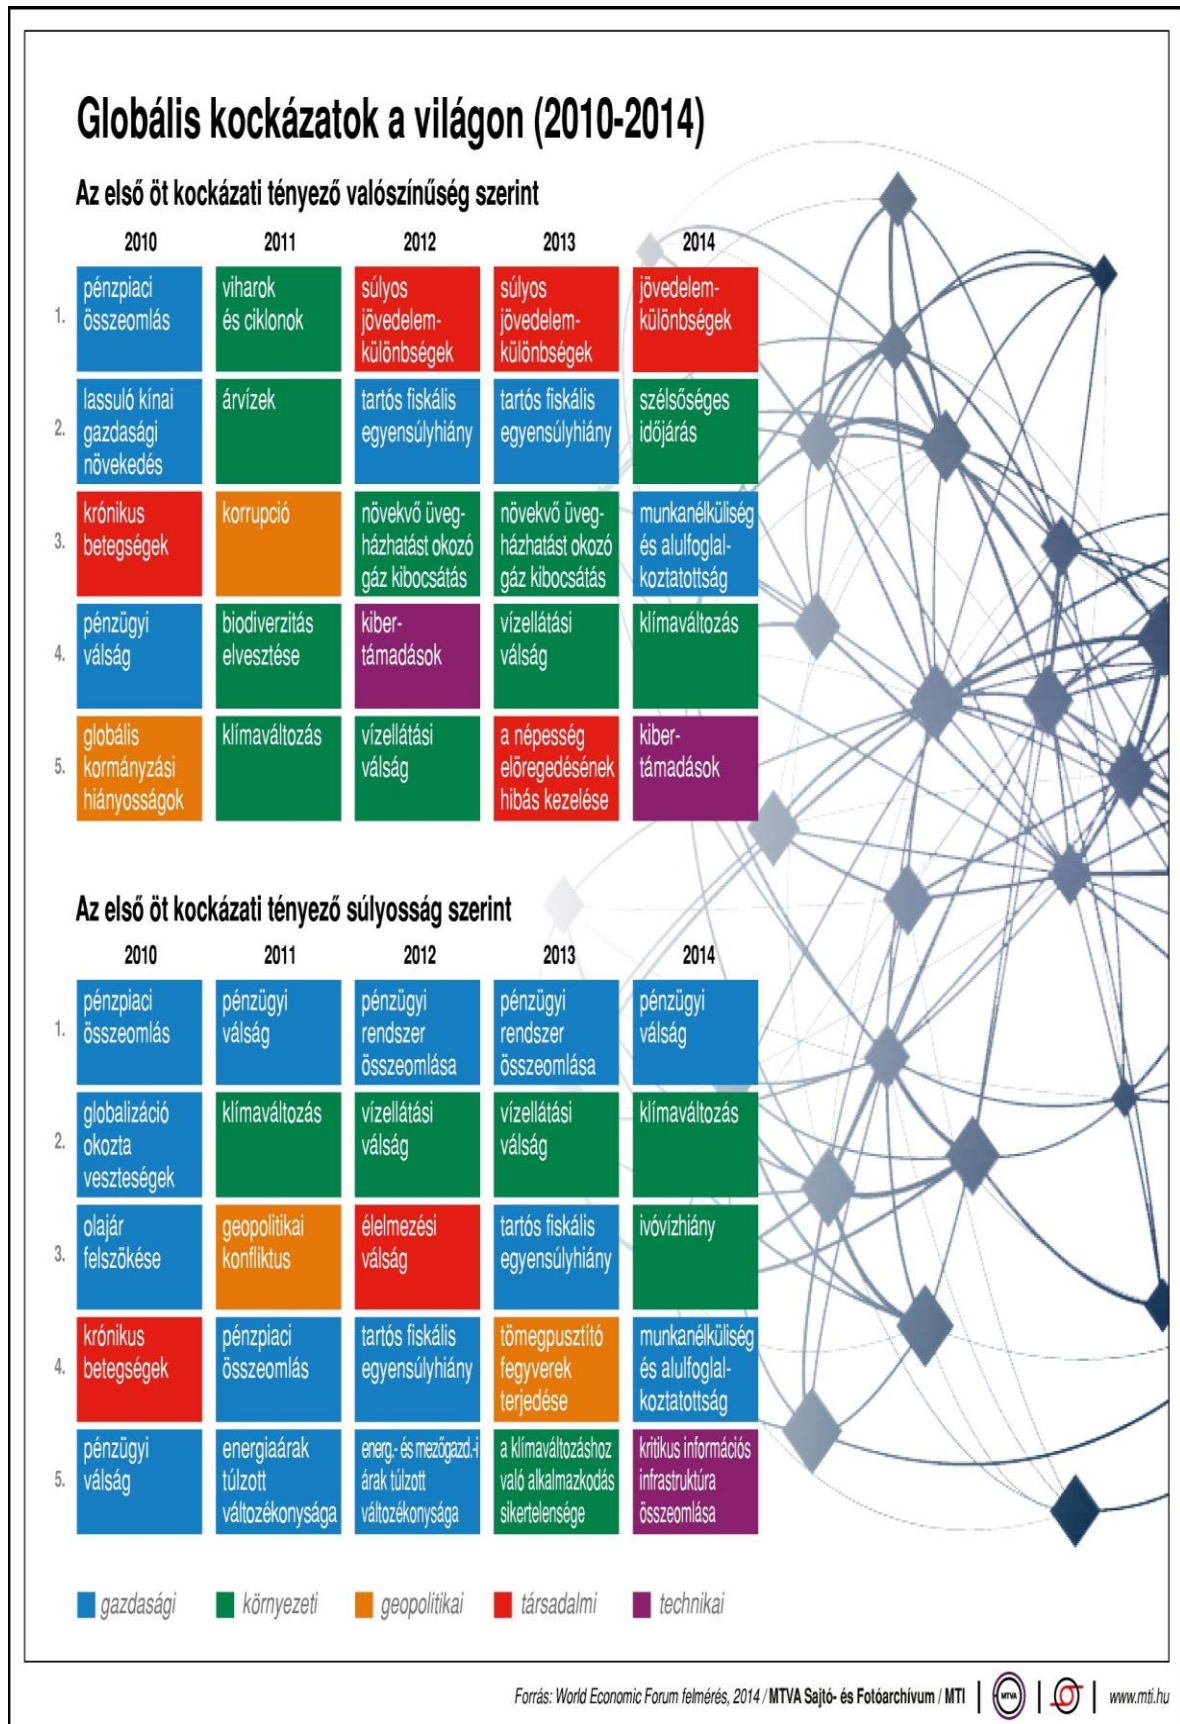 Globális kockázatok a világon (2010-2014)
Az első öt kockázati tényező valószínűség szerint
2010 2011 2012 2013 2014
1.
pénzpiaci
összeomlás
viharok
és ciklonok
súlyos
jövedelem-
különbségek
súlyos
jövedelem-
különbségek
jövedelem-
különbségek
2.
lassuló kínai
gazdasági
növekedés
árvízek
tartós fiskális
egyensúlyhiány
tartós fiskális
egyensúlyhiány
szélsőséges
időjárás
3.
krónikus
betegségek
korrupció
növekvő üveg-
házhatást okozó
gáz kibocsátás
növekvő üveg-
házhatást okozó
gáz kibocsátás
munkanélküliség
és alulfoglal-
koztatottság
4.
pénzügyi
válság
biodiverzitás
elvesztése
kiber-
támadások
vízellátási
válság
klímaváltozás
5.
globális
kormányzási
hiányosságok
klímaváltozás
vízellátási
válság
a népesség
elöregedésének
hibás kezelése
kiber-
támadások
Az első öt kockázati tényező súlyosság szerint
2010 2011 2012 2013 2014
1.
pénzpiaci
összeomlás
pénzügyi
válság
pénzügyi
rendszer
összeomlása
pénzügyi
rendszer
összeomlása
pénzügyi
válság
2.
globalizáció
okozta
veszteségek
klímaváltozás
vízellátási
válság
vízellátási
válság
klímaváltozás
3.
olajár
felszökése
geopolitikai
konfliktus
élelmezési
válság
tartós fiskális
egyensúlyhiány
ivóvízhiány
4.
krónikus
betegségek
pénzpiaci
összeomlás
tartós fiskális
egyensúlyhiány
tömegpusztító
fegyverek
terjedése
munkanélküliség
és alulfoglal-
koztatottság
5.
pénzügyi
válság
energiaárak
túlzott
változékonysága
energ.- és mezőgazd.-i
árak túlzott
változékonysága
a klímaváltozáshoz
való alkalmazkodás
sikertelensége
kritikus információs
infrastruktúra
összeomlása
gazdasági környezeti geopolitikai társadalmi technikai
Forrás: World Economic Forum felmérés, 2014 / MTVA Sajtó- és Fotóarchívum / MTI | MTVA | | www.mti.hu